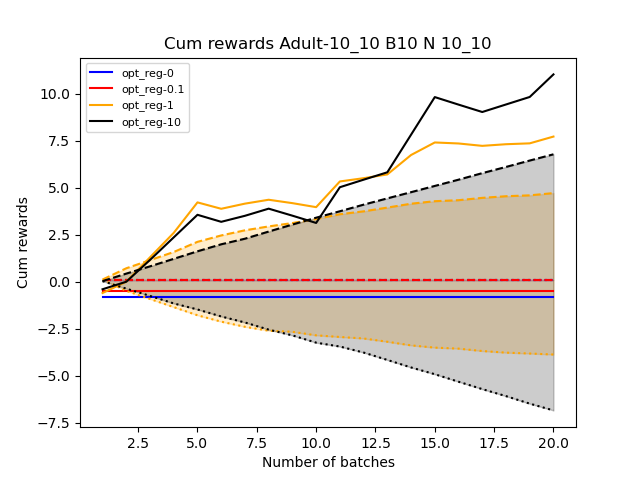 Cum rewards Adult-10_10 B10 N 10_10
opt_reg-0
opt_reg-0.1
opt_reg-1
opt_reg-10
Cum rewards
10.0
7.5
5.0
2.5
0.0
−2.5
−5.0
−7.5
2.5 5.0 7.5 10.0 12.5 15.0 17.5 20.0
Number of batches